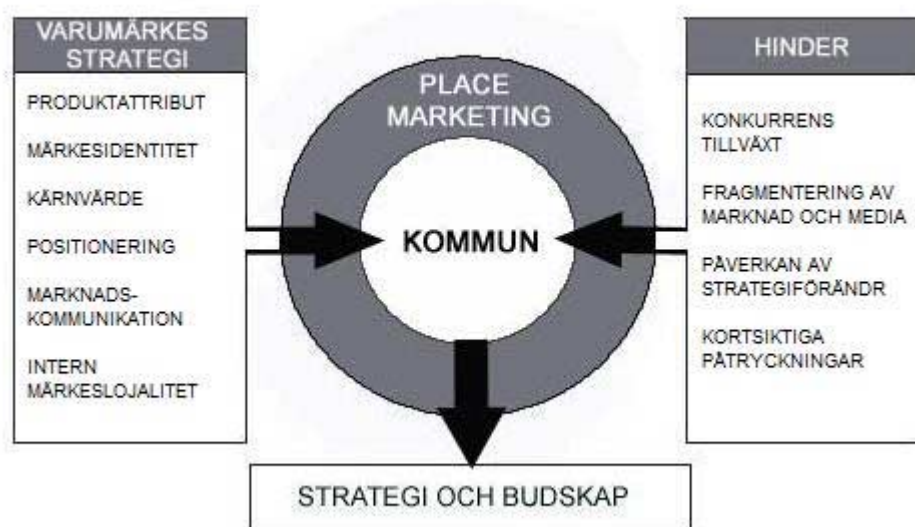 VARUMÄRKES
STRATEGI
PRODUKTATTRIBUT
MÄRKESIDENTITET
KÄRNVÄRDE
POSITIONERING
MARKNADS-
KOMMUNIKATION
INTERN
MÄRKESLOJALITET
PLACE
MARKETING
KOMMUN
HINDER
KONKURRENS
TILLVÄXT
FRAGMENTERING AV
MARKNAD OCH MEDIA
PÅVERKAN AV
STRATEGIFÖRÄNDR
KORTSIKTIGA
PÅTRYCKNINGAR
STRATEGI OCH BUDSKAP